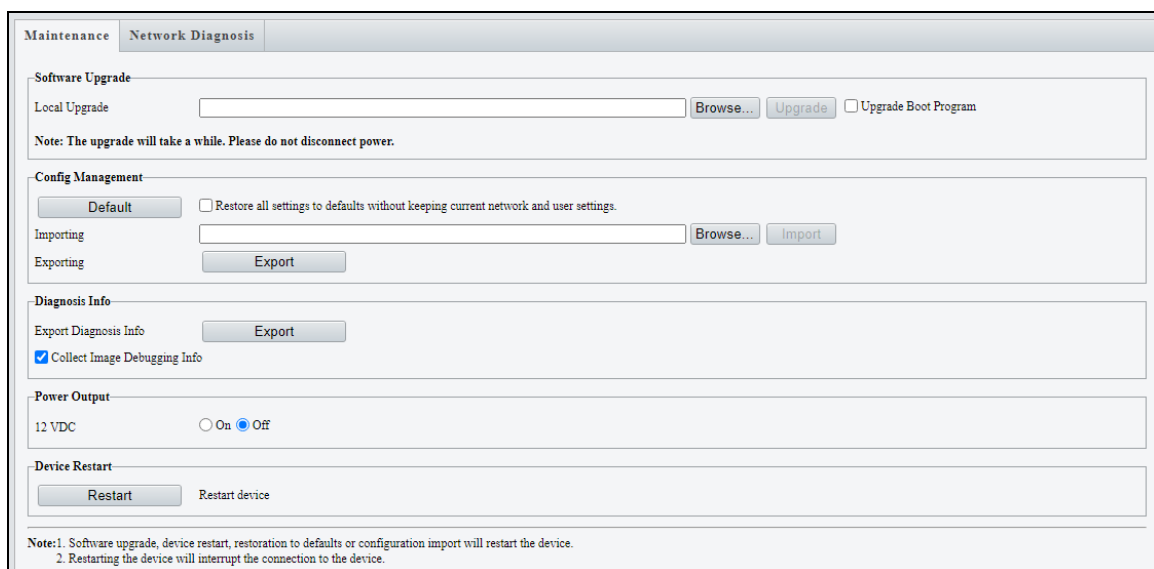 Maintenance Network Diagnosis
Software Upgrade
Local Upgrade Browse... Upgrade Upgrade Boot Program
Note: The upgrade will take a while. Please do not disconnect power.
Config Management
Default Restore all settings to defaults without keeping current network and user settings.
Importing Browse... Import
Exporting Export
Diagnosis Info
Export Diagnosis Info Export
Collect Image Debugging Info
Power Output
12 VDC On Off
Device Restart
Restart Restart device
Note:1. Software upgrade, device restart, restoration to defaults or configuration import will restart the device.
2. Restarting the device will interrupt the connection to the device.